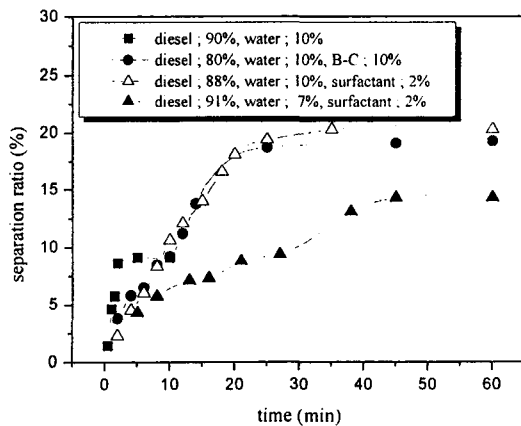 diesel ; 90%, water ; 10%
diesel ; 80%, water ; 10%, B-C ; 10%
diesel ; 88%, water ; 10%, surfactant ; 2%
diesel ; 91%, water ; 7%, surfactant ; 2%
30
25
20
15
10
5
0
separation ratio (%)
0 10 20 30 40 50 60
time (min)